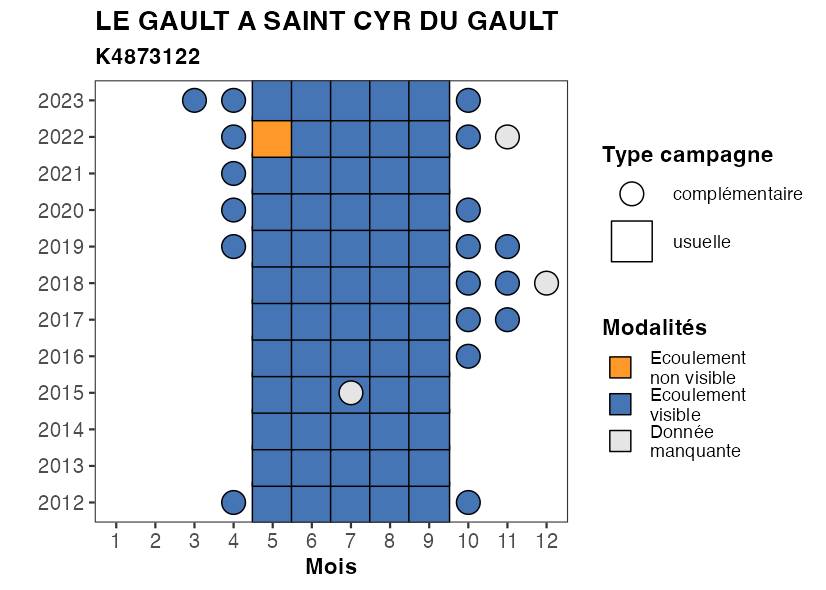 LE GAULT A SAINT CYR DU GAULT
K4873122
2023
2022
2021
2020
2019
2018
2017
2016
2015
2014
2013
2012
1 2 3 4 5 6 7 8 9 10 11 12
Mois
Type campagne
complémentaire
usuelle
Modalités
Ecoulement
non visible
Ecoulement
visible
Donnée
manquante